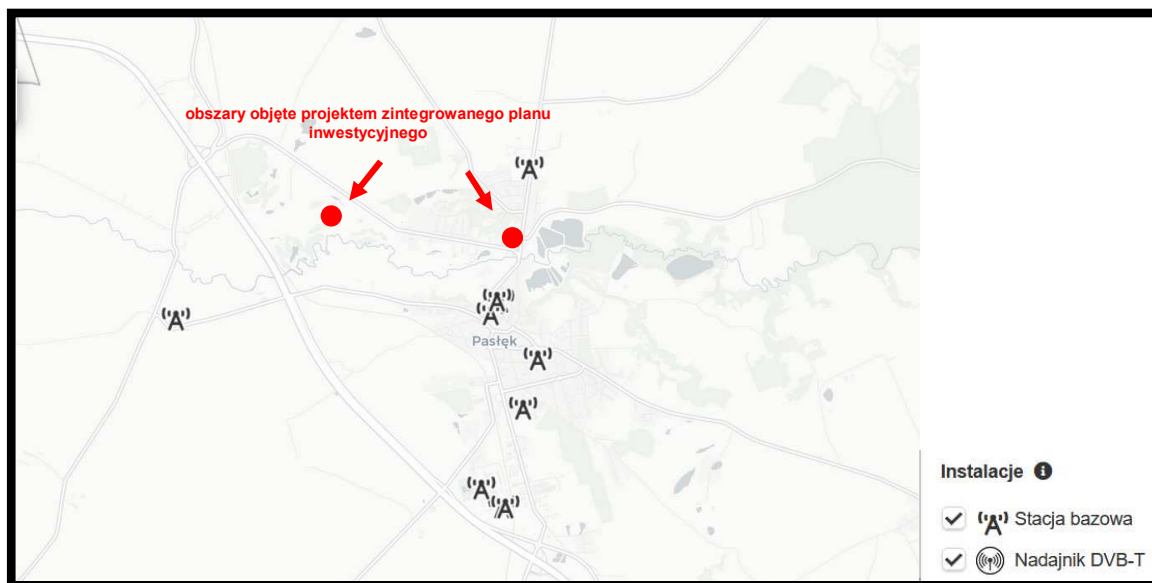 obszary objęte projektem zintegrowanego planu
inwestycyjnego
Pasłęk
Instalacje
Stacja bazowa
Nadajnik DVB-T